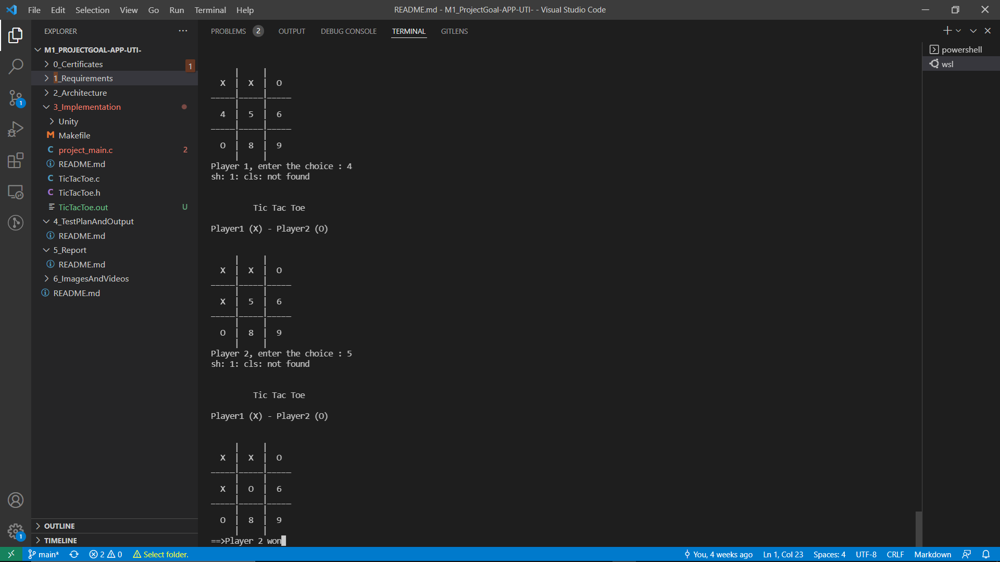 File Edit Selection View Go Run Terminal Help
README.md - M1_ProjectGoal-APP-UTI- - Visual Studio Code
EXPLORER
M1_PROJECTGOAL-APP-UTI-
0_Certificates
1
1_Requirements
2_Architecture
3_Implementation
Unity
Makefile
project_main.c 2
README.md
TicTacToe.c
TicTacToe.h
TicTacToe.out U
4_TestPlanAndOutput
README.md
5_Report
README.md
6_ImagesAndVideos
README.md
OUTLINE
TIMELINE
1
1
PROBLEMS 2 OUTPUT DEBUG CONSOLE TERMINAL GITLENS
powershell
wsl
X | X | O
_____|_____|_____
4 | 5 | 6
_____|_____|_____
O | 8 | 9
Player 1, enter the choice : 4
sh: 1: cls: not found
Tic Tac Toe
Player1 (X) - Player2 (O)
X | X | O
_____|_____|_____
X | 5 | 6
_____|_____|_____
O | 8 | 9
Player 2, enter the choice : 5
sh: 1: cls: not found
Tic Tac Toe
Player1 (X) - Player2 (O)
X | X | O
_____|_____|_____
X | O | 6
_____|_____|_____
O | 8 | 9
==>Player 2 won
main* 2 0 Select folder. You, 4 weeks ago Ln 1, Col 23 Spaces: 4 UTF-8 CRLF Markdown